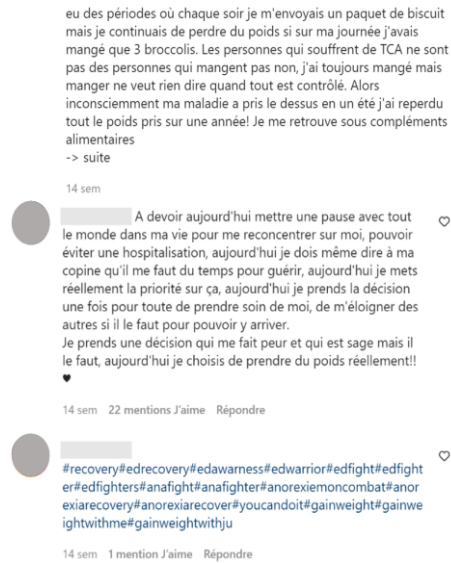 eu des périodes où chaque soir je m'envoyais un paquet de biscuit
mais je continuais de perdre du poids si sur ma journée j'avais
mangé que 3 broccolis. Les personnes qui souffrent de TCA ne sont
pas des personnes qui mangent pas non, j'ai toujours mangé mais
manger ne veut rien dire quand tout est contrôlé. Alors
inconsciemment ma maladie a pris le dessus en un été j'ai reperdu
tout le poids pris sur une année! Je me retrouve sous compléments
alimentaires
-> suite
14 sem
A devoir aujourd'hui mettre une pause avec tout
le monde dans ma vie pour me reconcentrer sur moi, pouvoir
éviter une hospitalisation, aujourd'hui je dois même dire à ma
copine qu'il me faut du temps pour guérir, aujourd'hui je mets
réellement la priorité sur ça, aujourd'hui je prends la décision
une fois pour toute de prendre soin de moi, de m'éloigner des
autres si il le faut pour pouvoir y arriver.
Je prends une décision qui me fait peur et qui est sage mais il
le faut, aujourd'hui je choisis de prendre du poids réellement!!
♥
14 sem 22 mentions J'aime Répondre
#recovery#edrecovery#edawarness#edwarrior#edfight#edfight
er#edfighters#anafight#anafighter#anorexiemoncombat#anor
exiarecovery#anorexiarecover#youcandoit#gainweight#gainwe
ightwithme#gainweightwithju
14 sem 1 mention J'aime Répondre